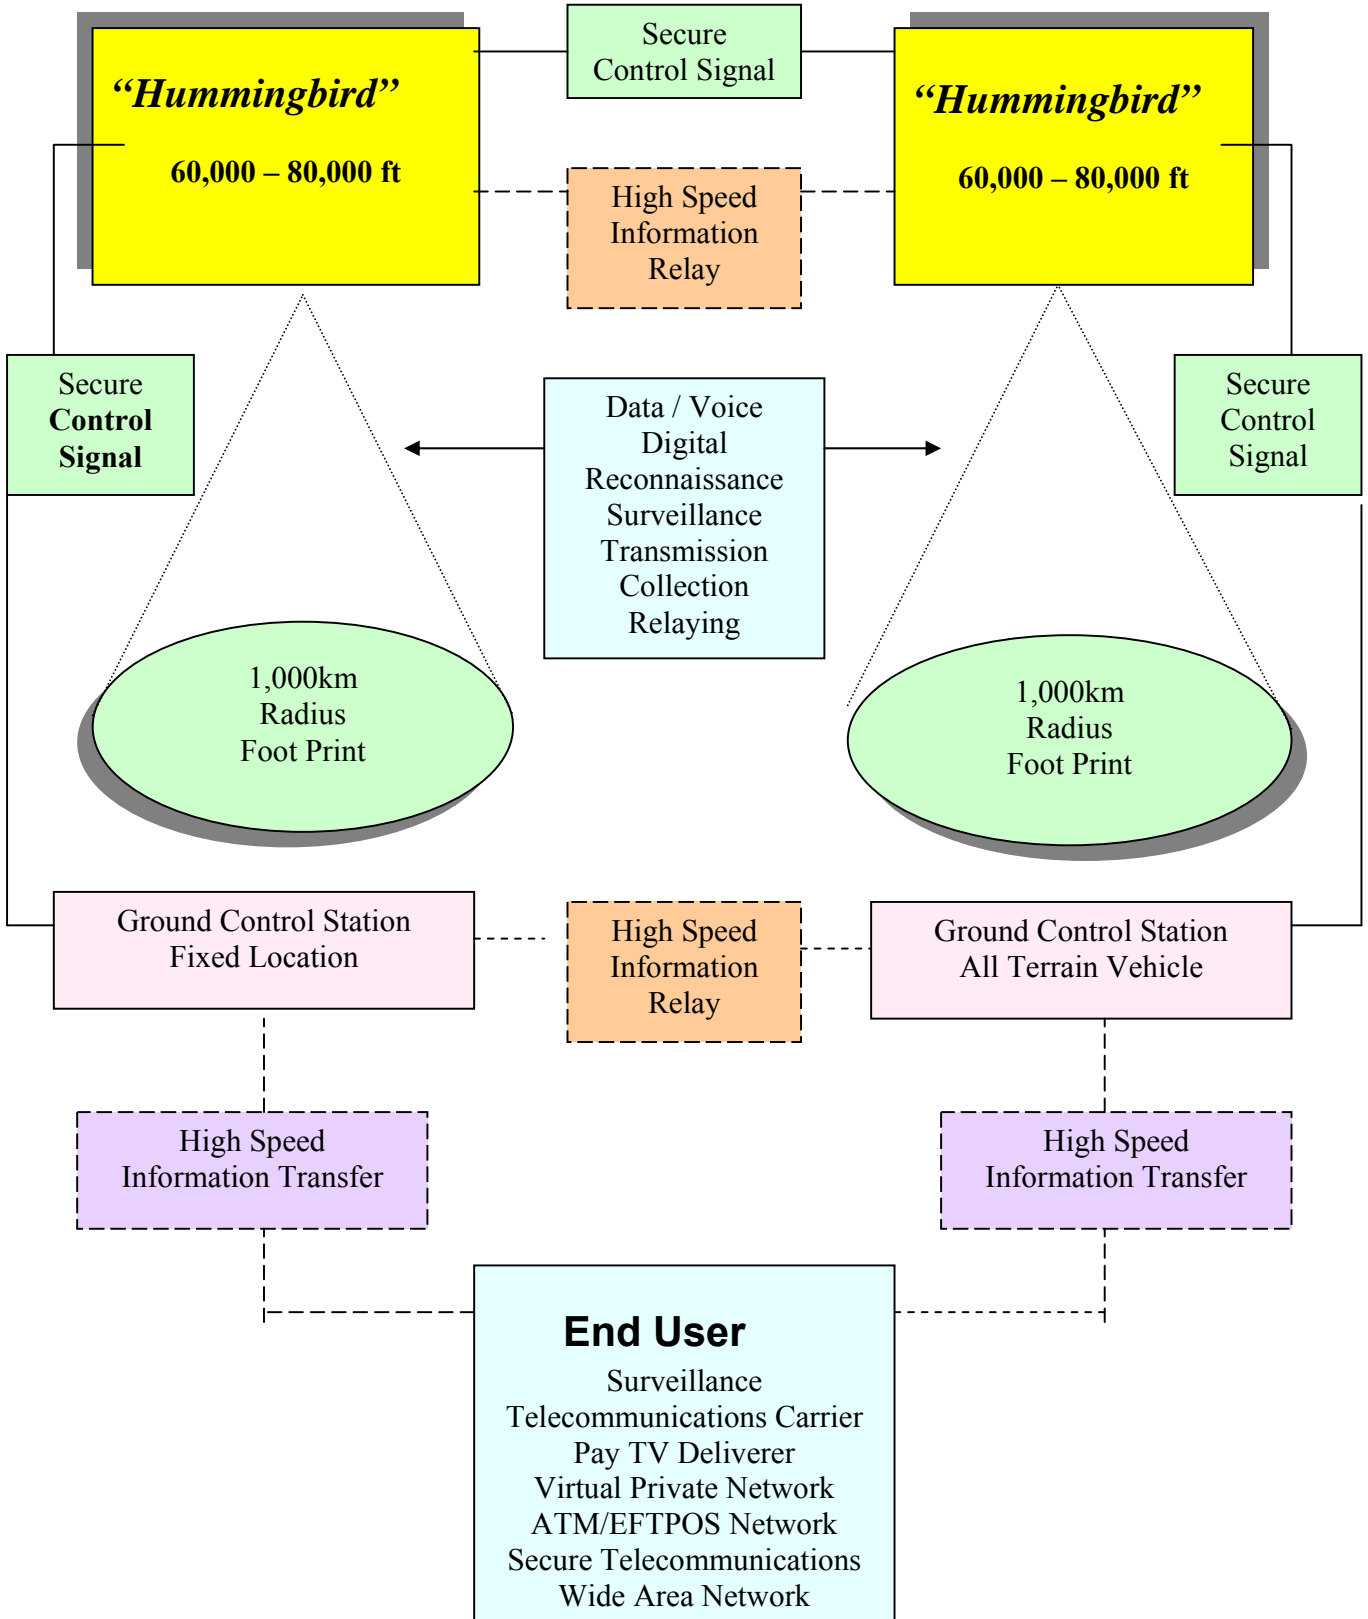 Secure
Control Signal
“Hummingbird”
60,000 – 80,000 ft
“Hummingbird”
60,000 – 80,000 ft
High Speed
Information
Relay
Secure
Control
Signal
Data / Voice
Digital
Reconnaissance
Surveillance
Transmission
Collection
Relaying
Secure
Control
Signal
1,000km
Radius
Foot Print
1,000km
Radius
Foot Print
Ground Control Station
Fixed Location
High Speed
Information
Relay
Ground Control Station
All Terrain Vehicle
High Speed
Information Transfer
High Speed
Information Transfer
End User
Surveillance
Telecommunications Carrier
Pay TV Deliverer
Virtual Private Network
ATM/EFTPOS Network
Secure Telecommunications
Wide Area Network